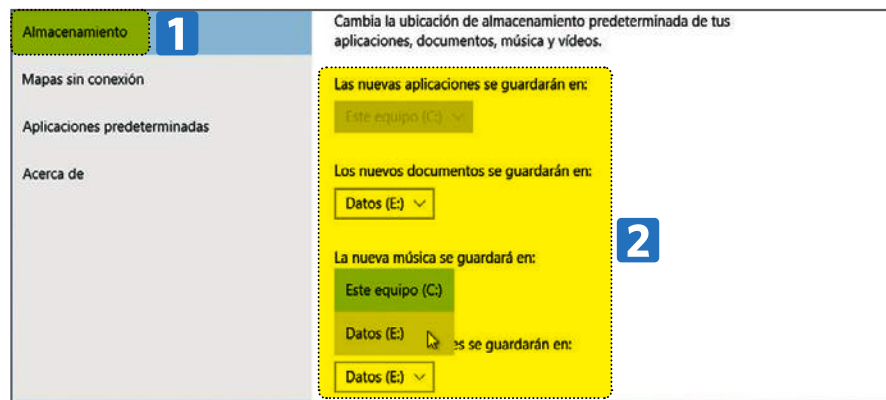 Almacenamiento
1
Mapas sin conexión
Aplicaciones predeterminadas
Acerca de
Cambia la ubicación de almacenamiento predeterminada de tus
aplicaciones, documentos, música y vídeos.
Las nuevas aplicaciones se guardarán en:
Este equipo (C:)
Los nuevos documentos se guardarán en:
Datos (E:)
La nueva música se guardará en:
Este equipo (C:)
Datos (E:)
es se guardarán en:
Datos (E:)
2